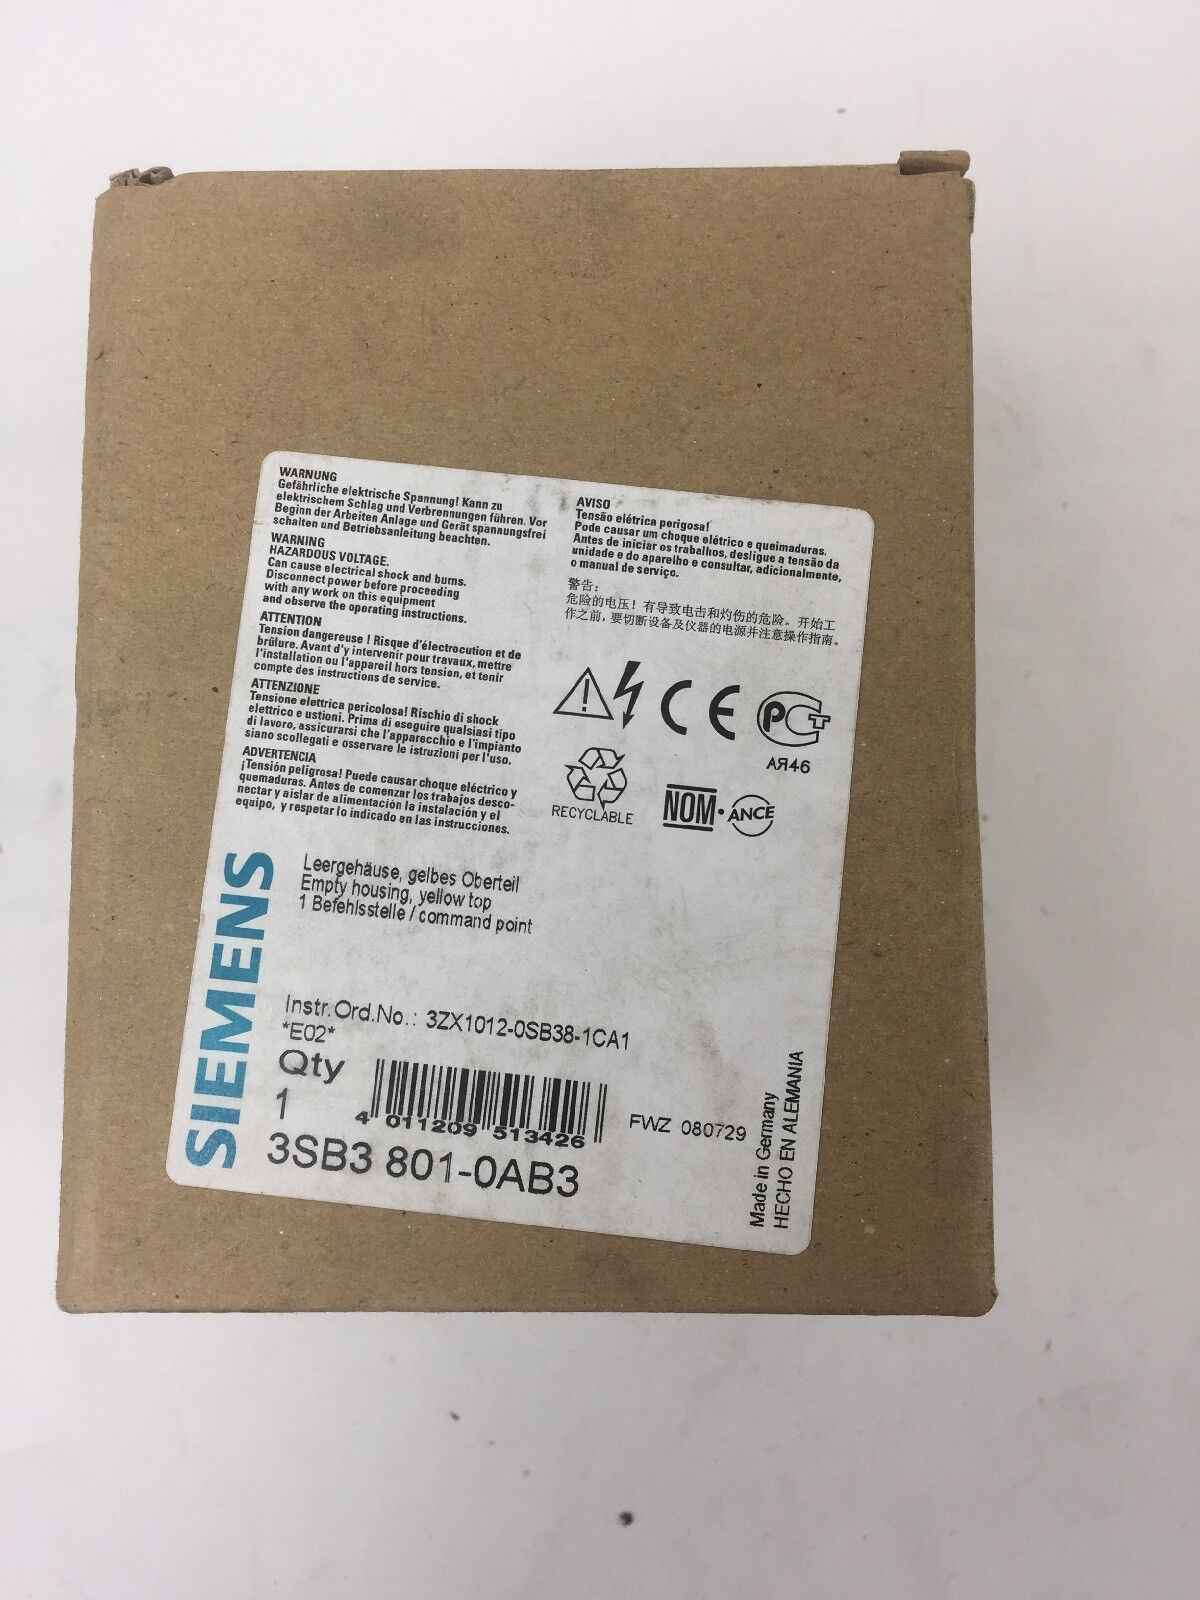 WARNUNG
Gefährliche elektrische Spannung! Kann zu
elektrischem Schlag und Verbrennungen führen. Vor
Beginn der Arbeiten Anlage und Gerät spannungsfrei
schalten und Betriebsanleitung beachten.
WARNING
HAZARDOUS VOLTAGE.
Can cause electrical shock and burns.
Disconnect power before proceeding
with any work on this equipment
and observe the operating instructions.
ATTENTION
Tension dangereuse ! Risque d'électrocution et de
brûlure. Avant d'y intervenir pour travaux, mettre
l'installation ou l'appareil hors tension, et tenir
compte des instructions de service.
ATTENZIONE
Tensione elettrica pericolosa! Rischio di shock
elettrico e ustioni. Prima di eseguire qualsiasi tipo
di lavoro, assicurarsi che l'apparecchio e l'impianto
siano scollegati e osservare le istruzioni per l'uso.
ADVERTENCIA
¡Tensión peligrosa! Puede causar choque eléctrico y
quemaduras. Antes de comenzar los trabajos desco-
nectar y aislar de alimentación la instalación y el
equipo, y respetar lo indicado en las instrucciones.
AVISO
Tensão elétrica perigosa!
Pode causar um choque elétrico e queimaduras.
Antes de iniciar os trabalhos, desligue a tensão da
unidade e do aparelho e consultar, adicionalmente,
o manual de serviço.
警告:
危险的电压! 有导致电击和灼伤的危险。开始工
作之前, 要切断设备及仪器的电源并注意操作指南。
CE
РСТ
АЯ46
RECYCLABLE
NOM·ANCE
SIEMENS
Leergehäuse, gelbes Oberteil
Empty housing, yellow top
1 Befehlsstelle / command point
Instr.Ord.No.: 3ZX1012-0SB38-1CA1
*E02*
Qty
1
4 011209 513426
FWZ 080729
3SB3 801-0AB3
Made in Germany
HECHO EN ALEMANIA